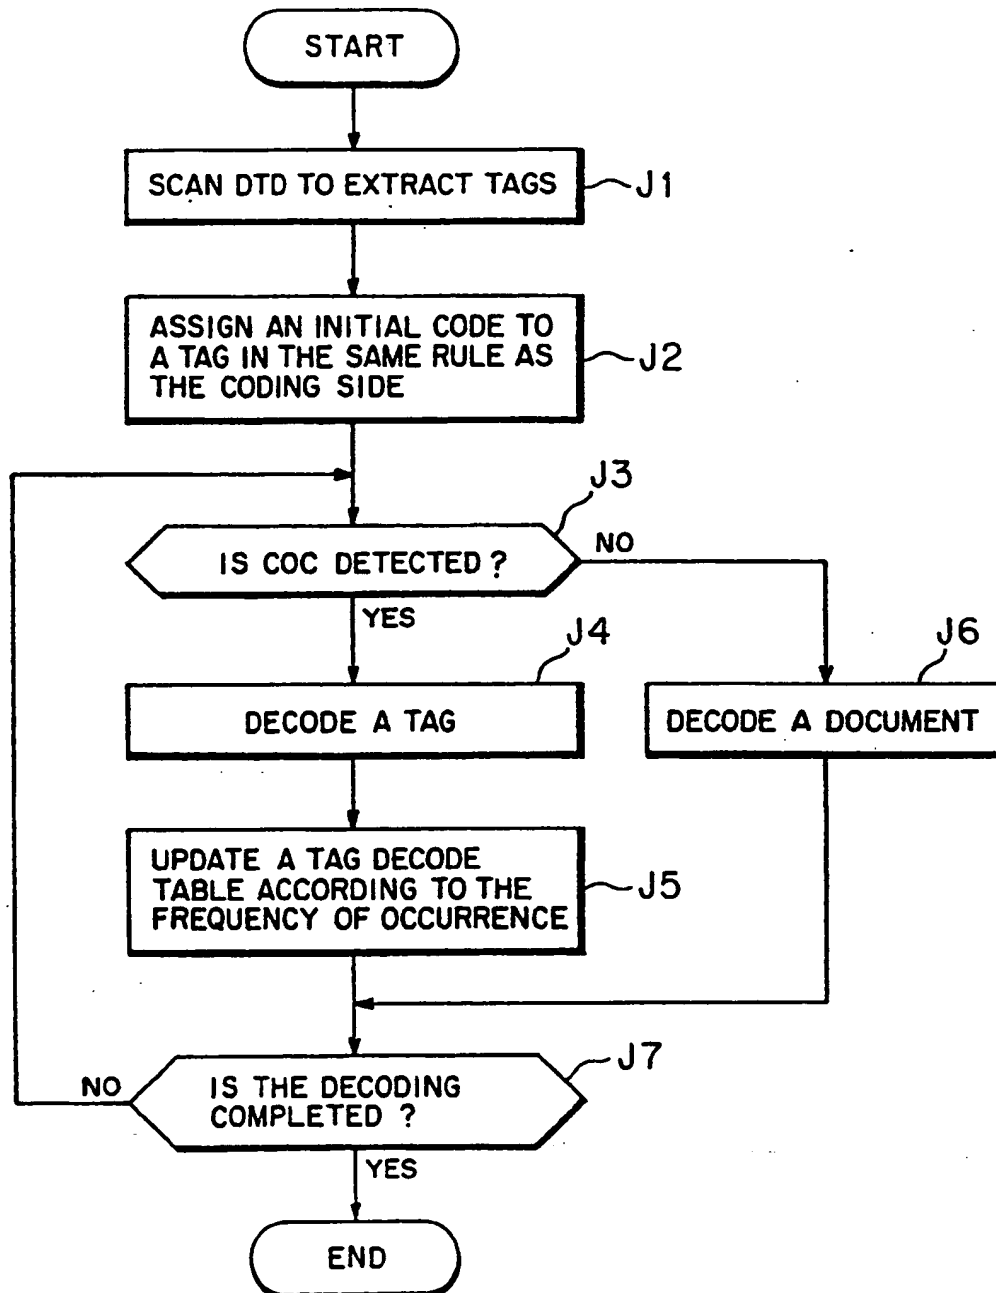 START
SCAN DTD TO EXTRACT TAGS
J1
ASSIGN AN INITIAL CODE TO
A TAG IN THE SAME RULE AS
THE CODING SIDE
J2
J3
IS COC DETECTED ?
NO
YES
J4
DECODE A TAG
J6
DECODE A DOCUMENT
UPDATE A TAG DECODE
TABLE ACCORDING TO THE
FREQUENCY OF OCCURRENCE
J5
J7
IS THE DECODING
COMPLETED ?
NO
YES
END